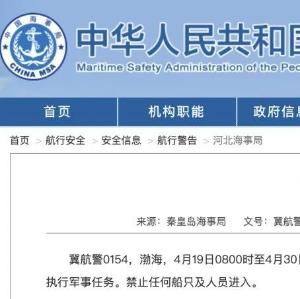 中国海事局
CHINA MSA
中华人民共和国
Maritime Safety Administration of the Peo
首页 机构职能 政府信息
首页 > 航行安全 > 安全信息 > 航行警告 > 河北海事局
来源：秦皇岛海事局 文号：冀航警
冀航警0154，渤海，4月19日0800时至4月30
执行军事任务。禁止任何船只及人员进入。